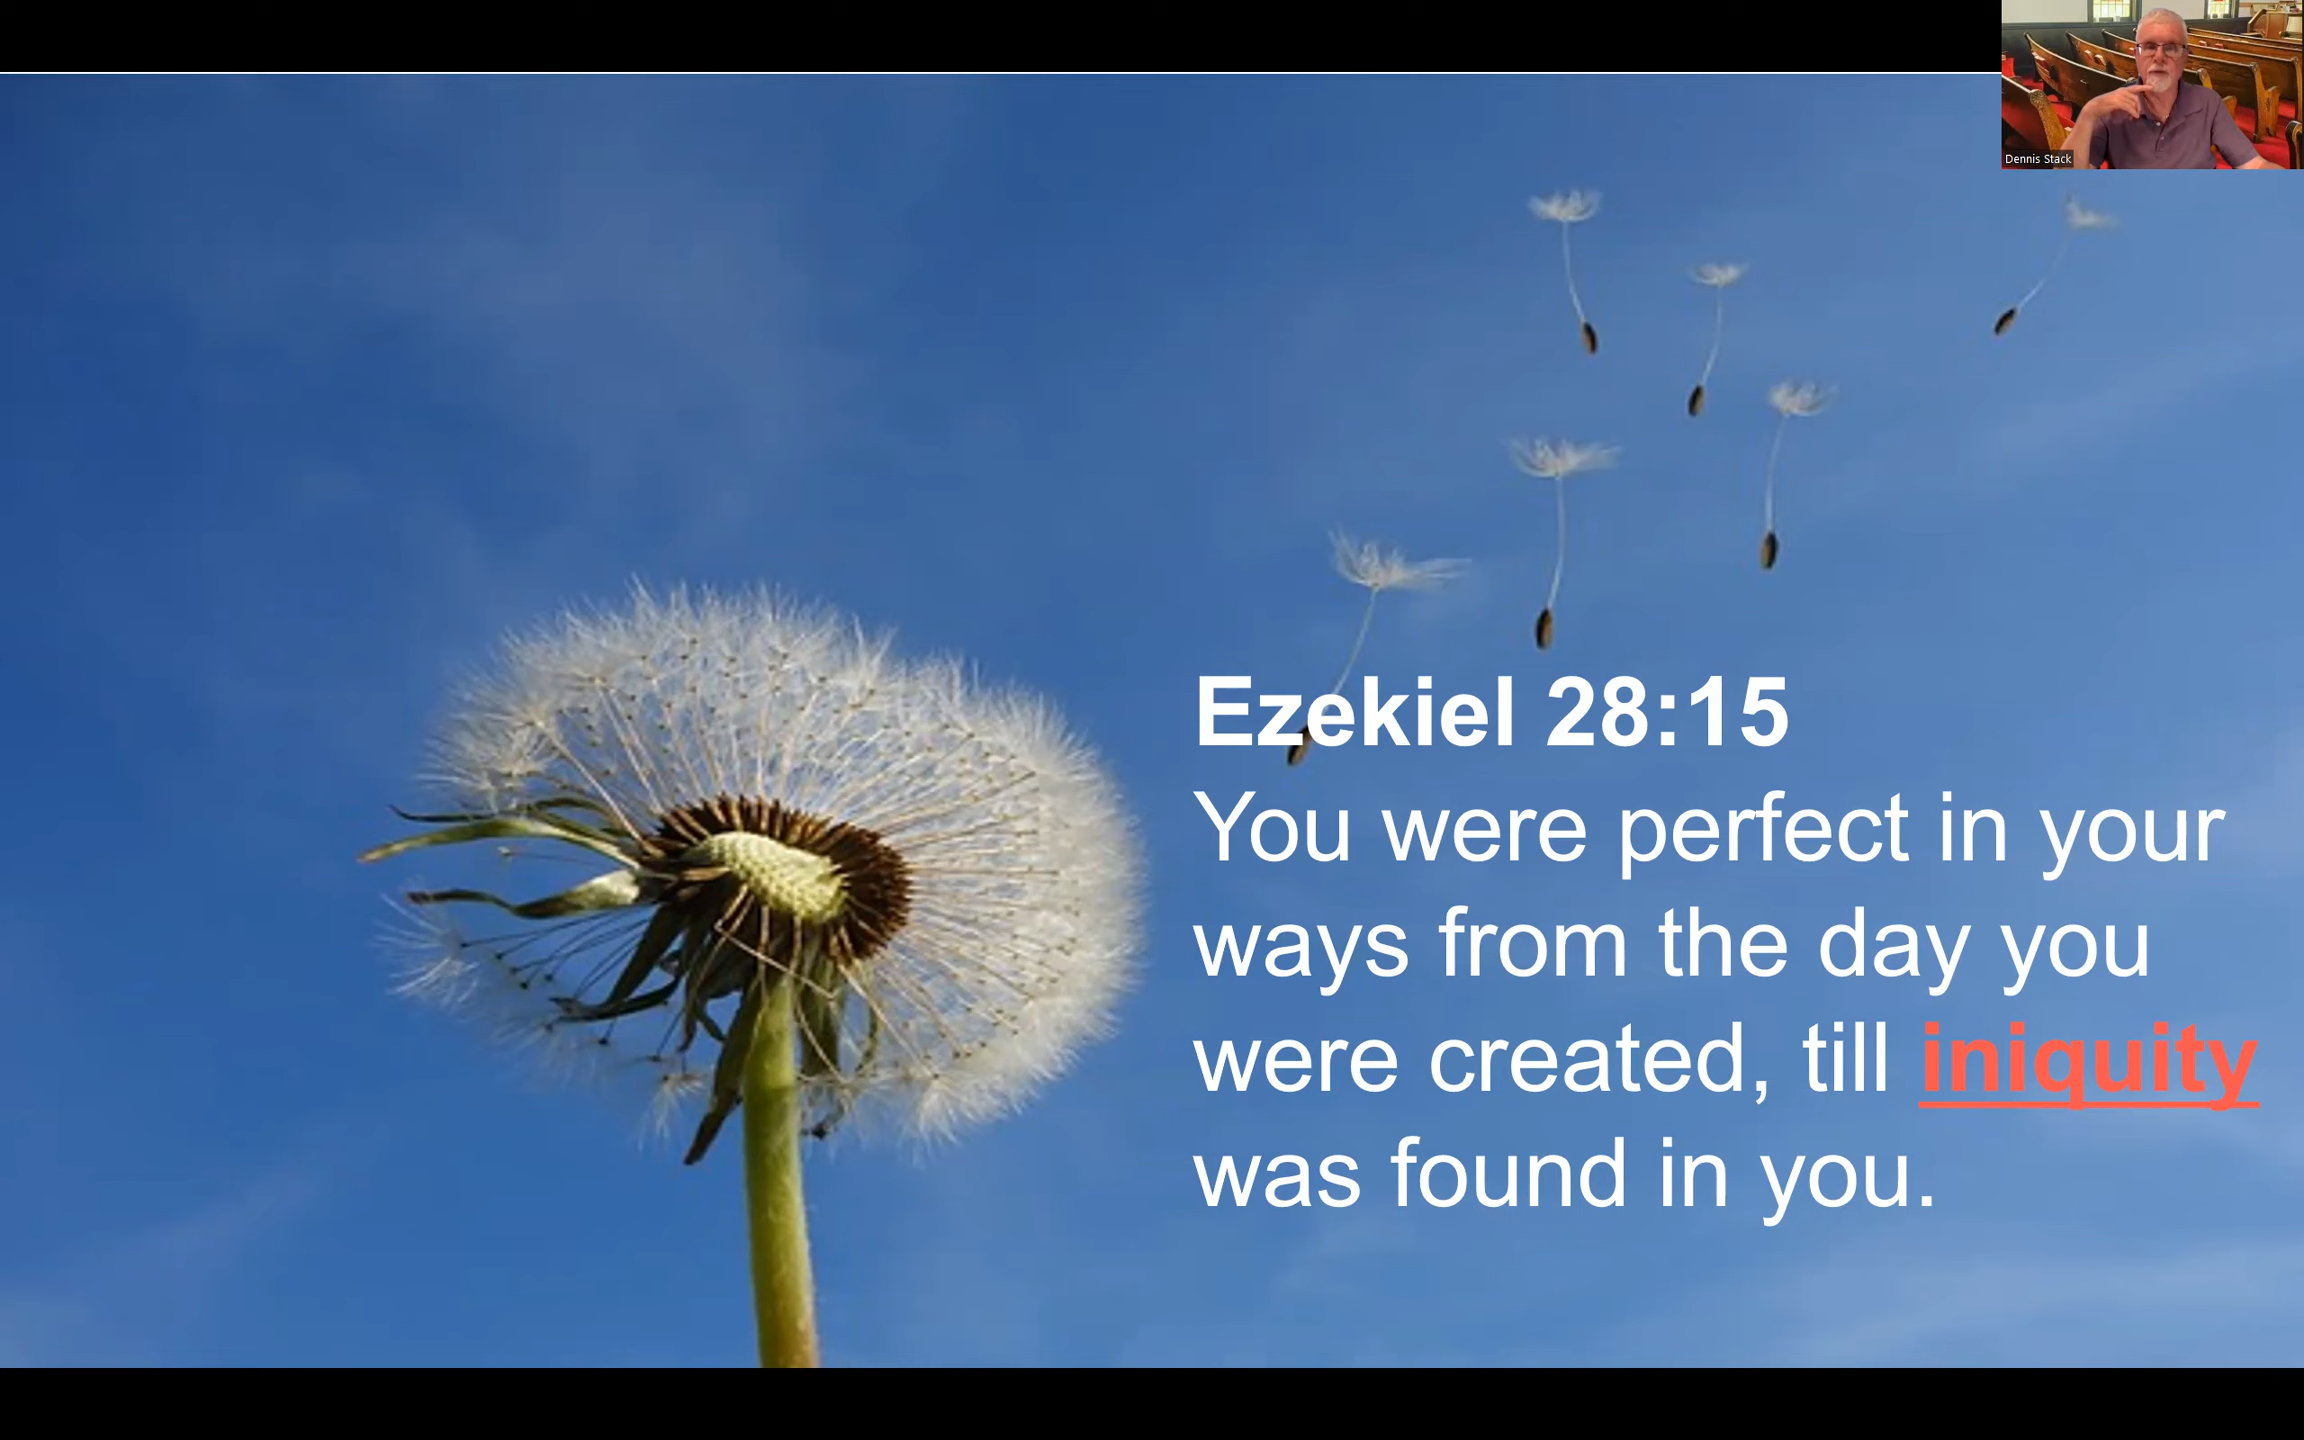 Dennis Stack
Ezekiel 28:15
You were perfect in your
ways from the day you
were created, till iniquity
was found in you.